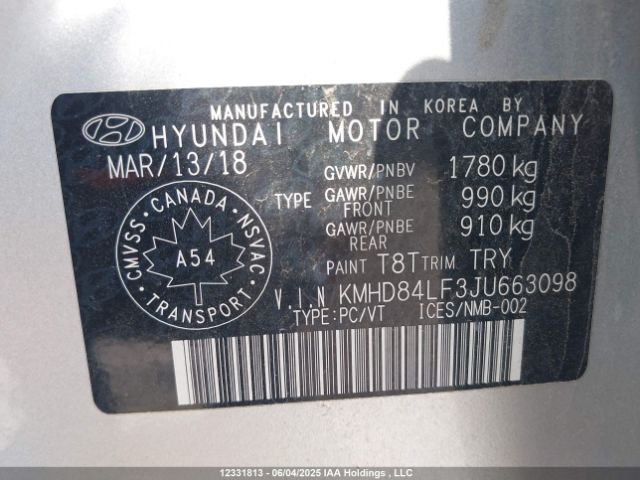 MANUFACTURED IN KOREA BY
HYUNDAI MOTOR COMPANY
MAR/13/18
GVWR/PNBV 1780 kg
TYPE GAWR/PNBE FRONT 990 kg
GAWR/PNBE REAR 910 kg
PAINT T8T TRIM TRY
V.I.N KMHD84LF3JU663098
TYPE:PC/VT ICES/NMB-002
CMVSS · CANADA · NSVAC · TRANSPORT ·
A54
12331813 - 06/04/2025 IAA Holdings , LLC